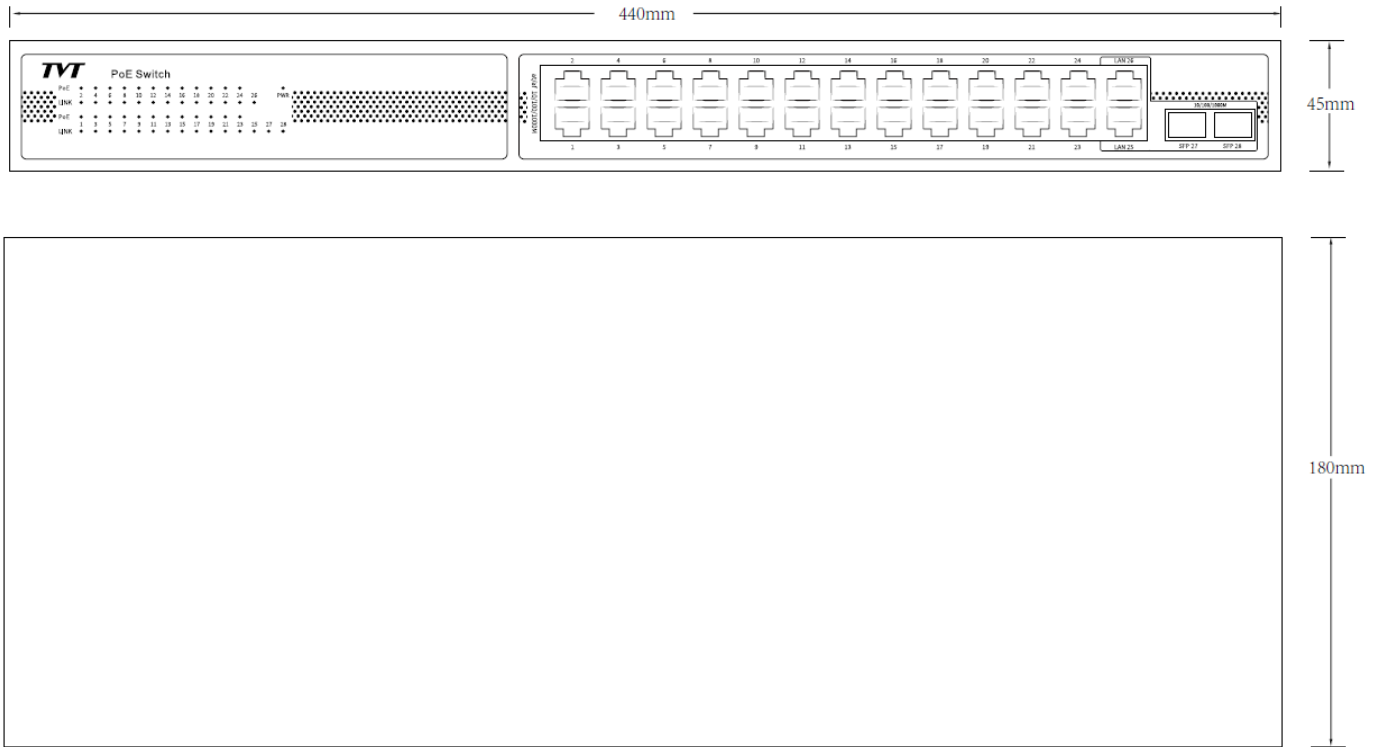 440mm
TVT PoE Switch
PoE
2 4 6 8 10 12 14 16 18 20 22 24 26 PWR
LINK
PoE
1 3 5 7 9 11 13 15 17 19 21 23 25 27 28
LINK
2 4 6 8 10 12 14 16 18 20 22 24 LAN 26
10/100/1000M
1 3 5 7 9 11 13 15 17 19 21 23 LAN 25 SFP 27 SFP 28
45mm
180mm